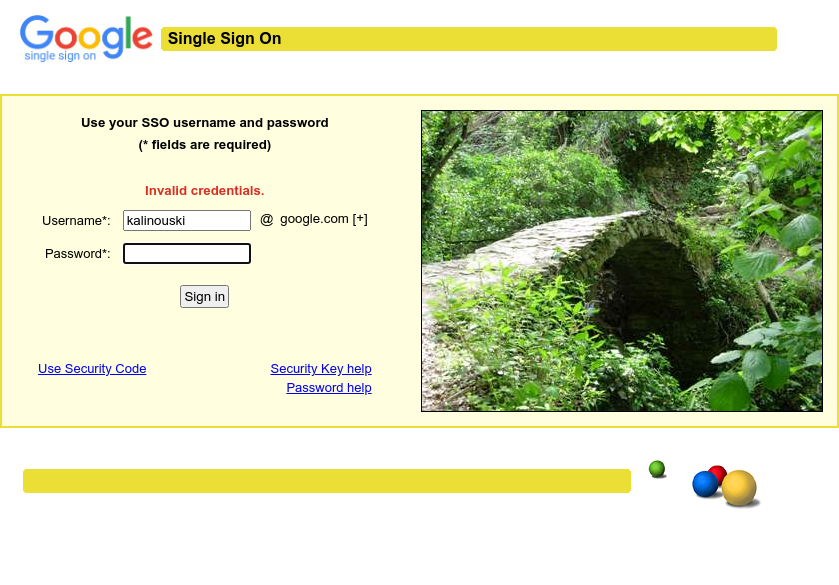 Google
single sign on
Single Sign On
Use your SSO username and password
(* fields are required)
Invalid credentials.
Username*: kalinouski @ google.com [+]
Password*:
Sign in
Use Security Code
Security Key help
Password help